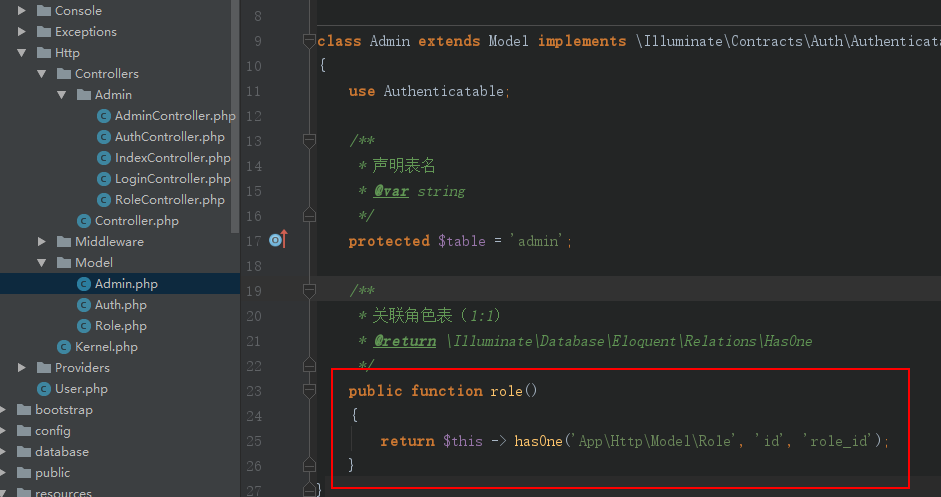 Console
Exceptions
Http
Controllers
Admin
AdminController.php
AuthController.php
IndexController.php
LoginController.php
RoleController.php
Controller.php
Middleware
Model
Admin.php
Auth.php
Role.php
Kernel.php
Providers
User.php
bootstrap
config
database
public
resources
8
9 class Admin extends Model implements \Illuminate\Contracts\Auth\Authenticat
10 {
11 use Authenticatable;
12
13 /**
14 * 声明表名
15 * @var string
16 */
17 protected $table = 'admin';
18
19 /**
20 * 关联角色表（1:1）
21 * @return \Illuminate\Database\Eloquent\Relations\HasOne
22 */
23 public function role()
24 {
25 return $this -> hasOne('App\Http\Model\Role', 'id', 'role_id');
26 }
27 }